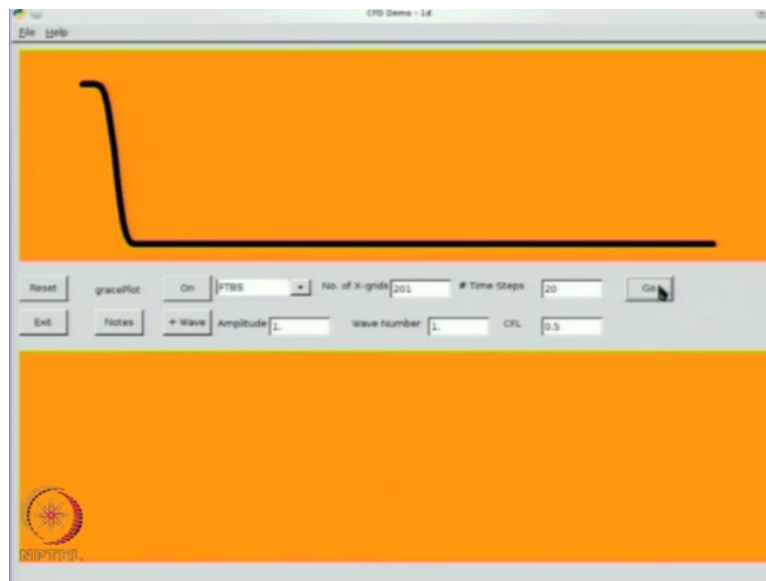 CFD Demo - 1d
File Help
Reset gracePlot On FTBS No. of X-grids 201 # Time Steps 20 Go
Exit Notes + Wave Amplitude 1. Wave Number 1. CFL 0.5
NPTEL